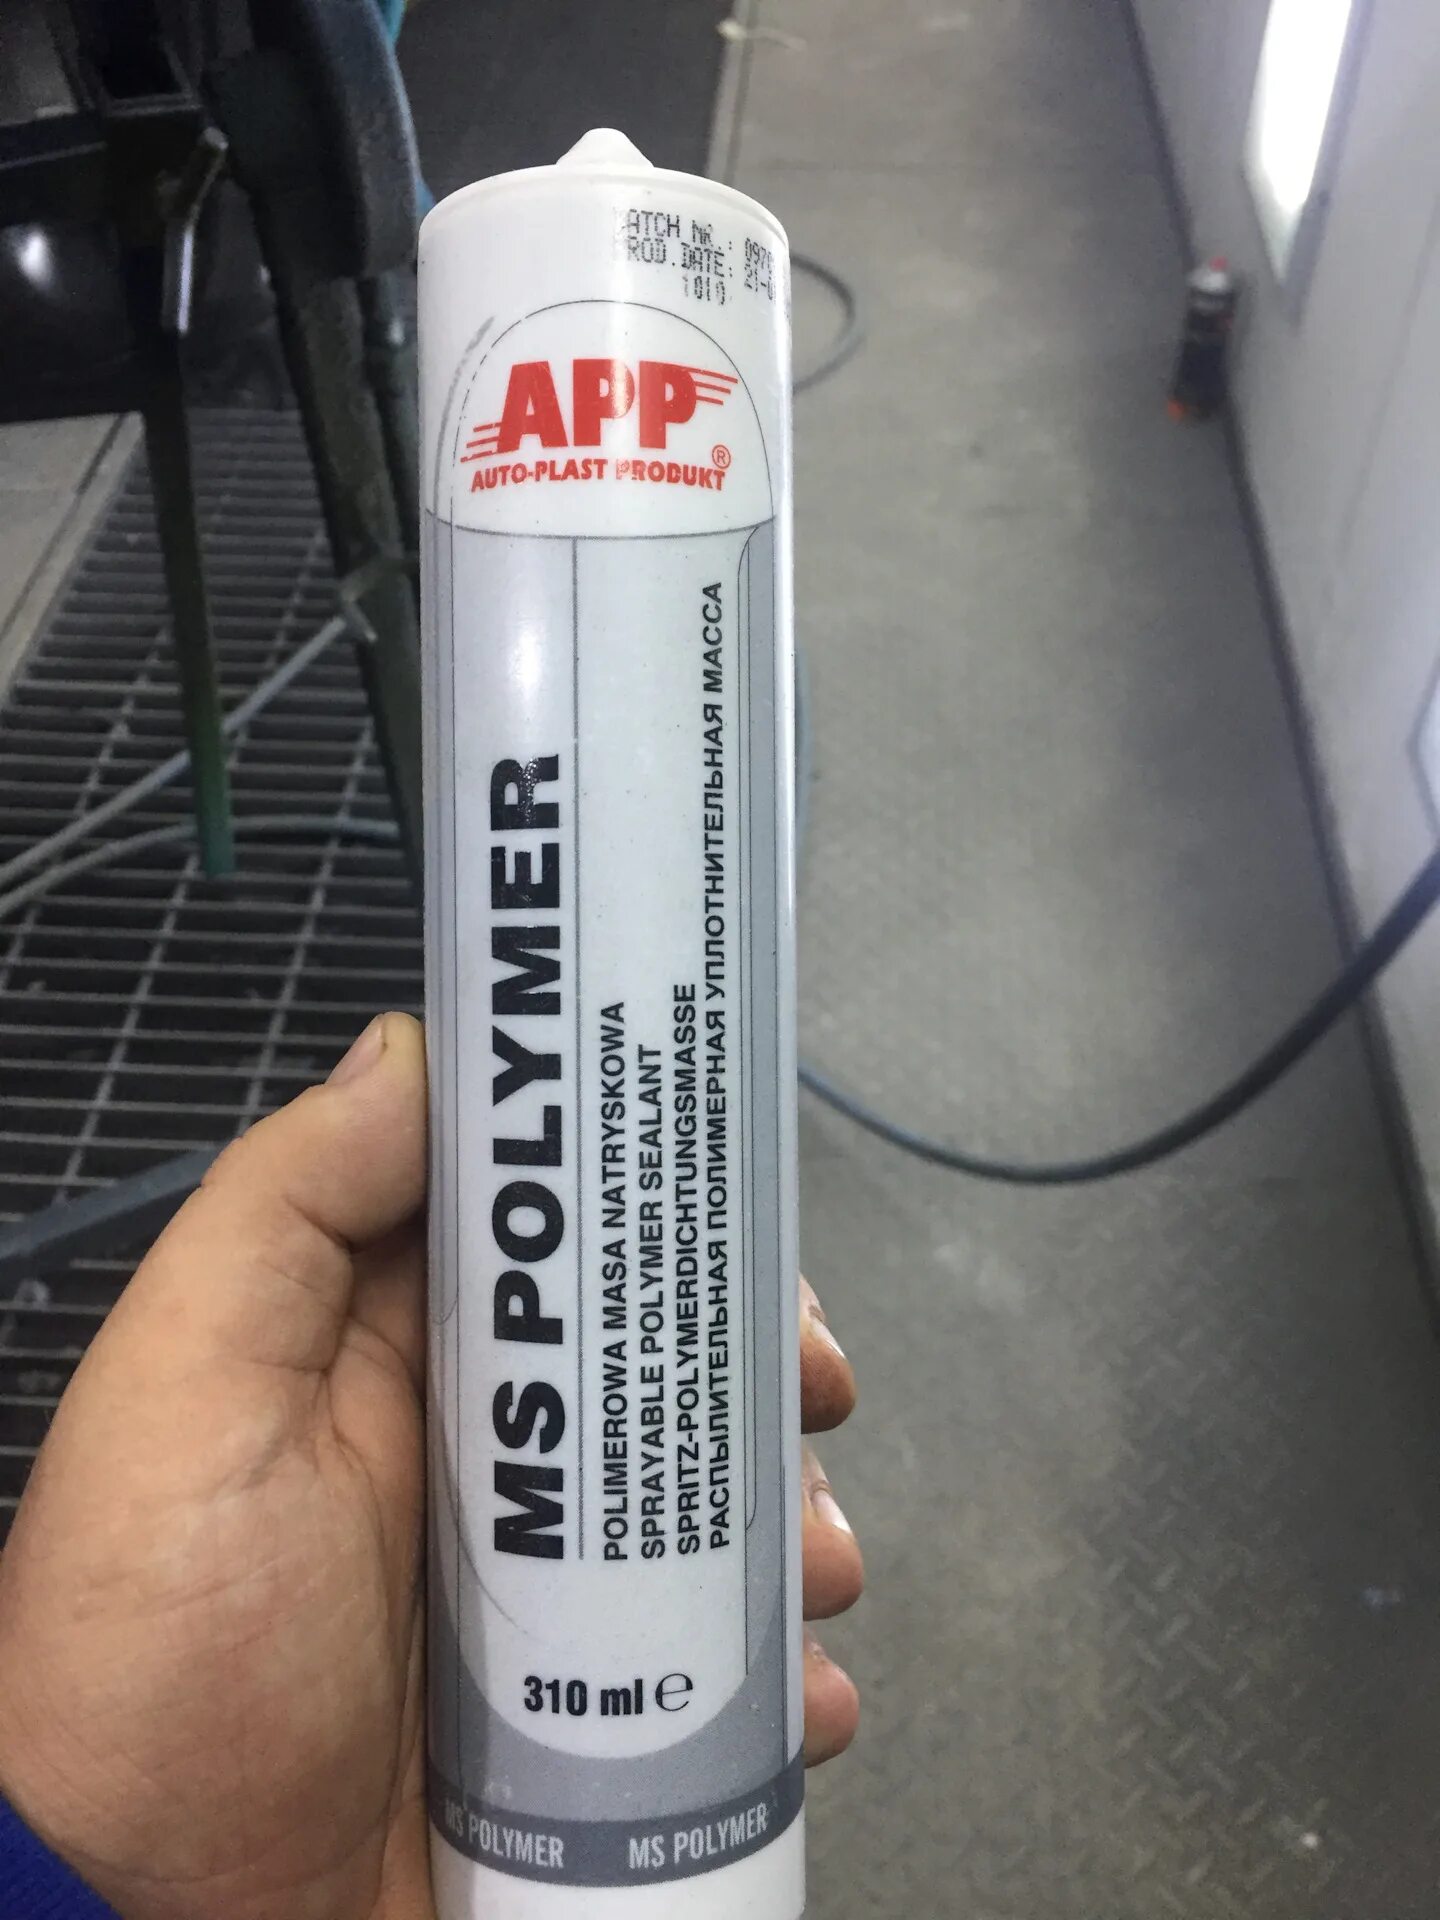 BATCH NR.:
PROD.DATE:
APP
AUTO-PLAST PRODUKT ®
MS POLYMER
POLIMEROWA MASA NATRYSKOWA
SPRAYABLE POLYMER SEALANT
SPRITZ-POLYMERDICHTUNGSMASSE
РАСПЫЛИТЕЛЬНАЯ ПОЛИМЕРНАЯ УПЛОТНИТЕЛЬНАЯ МАССА
310 ml ℮
MS POLYMER MS POLYMER